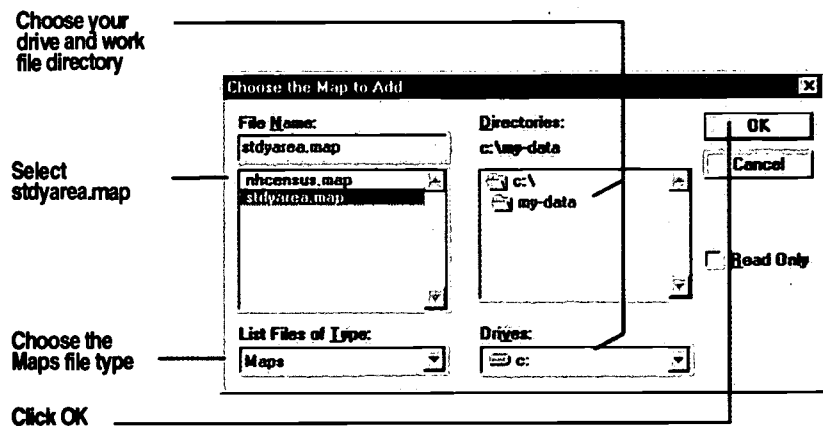 Choose your
drive and work
file directory
Choose the Map to Add
File Name:
stdyarea.map
Directories:
c:\my-data
OK
Cancel
Select
stdyarea.map
nhcensus.map
stdyarea.map
c:\
my-data
Read Only
Choose the
Maps file type
List Files of Type:
Maps
Drives:
c:
Click OK